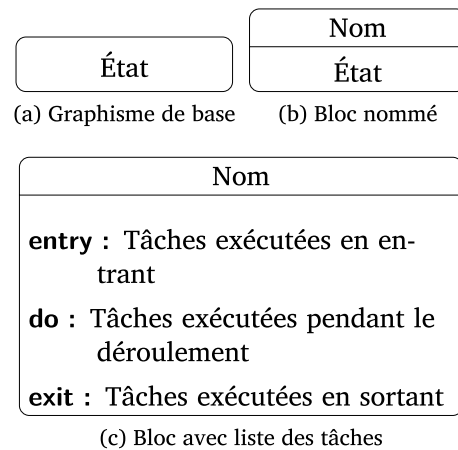 État
(a) Graphisme de base
Nom
État
(b) Bloc nommé
Nom
entry : Tâches exécutées en en-
trant
do : Tâches exécutées pendant le
déroulement
exit : Tâches exécutées en sortant
(c) Bloc avec liste des tâches